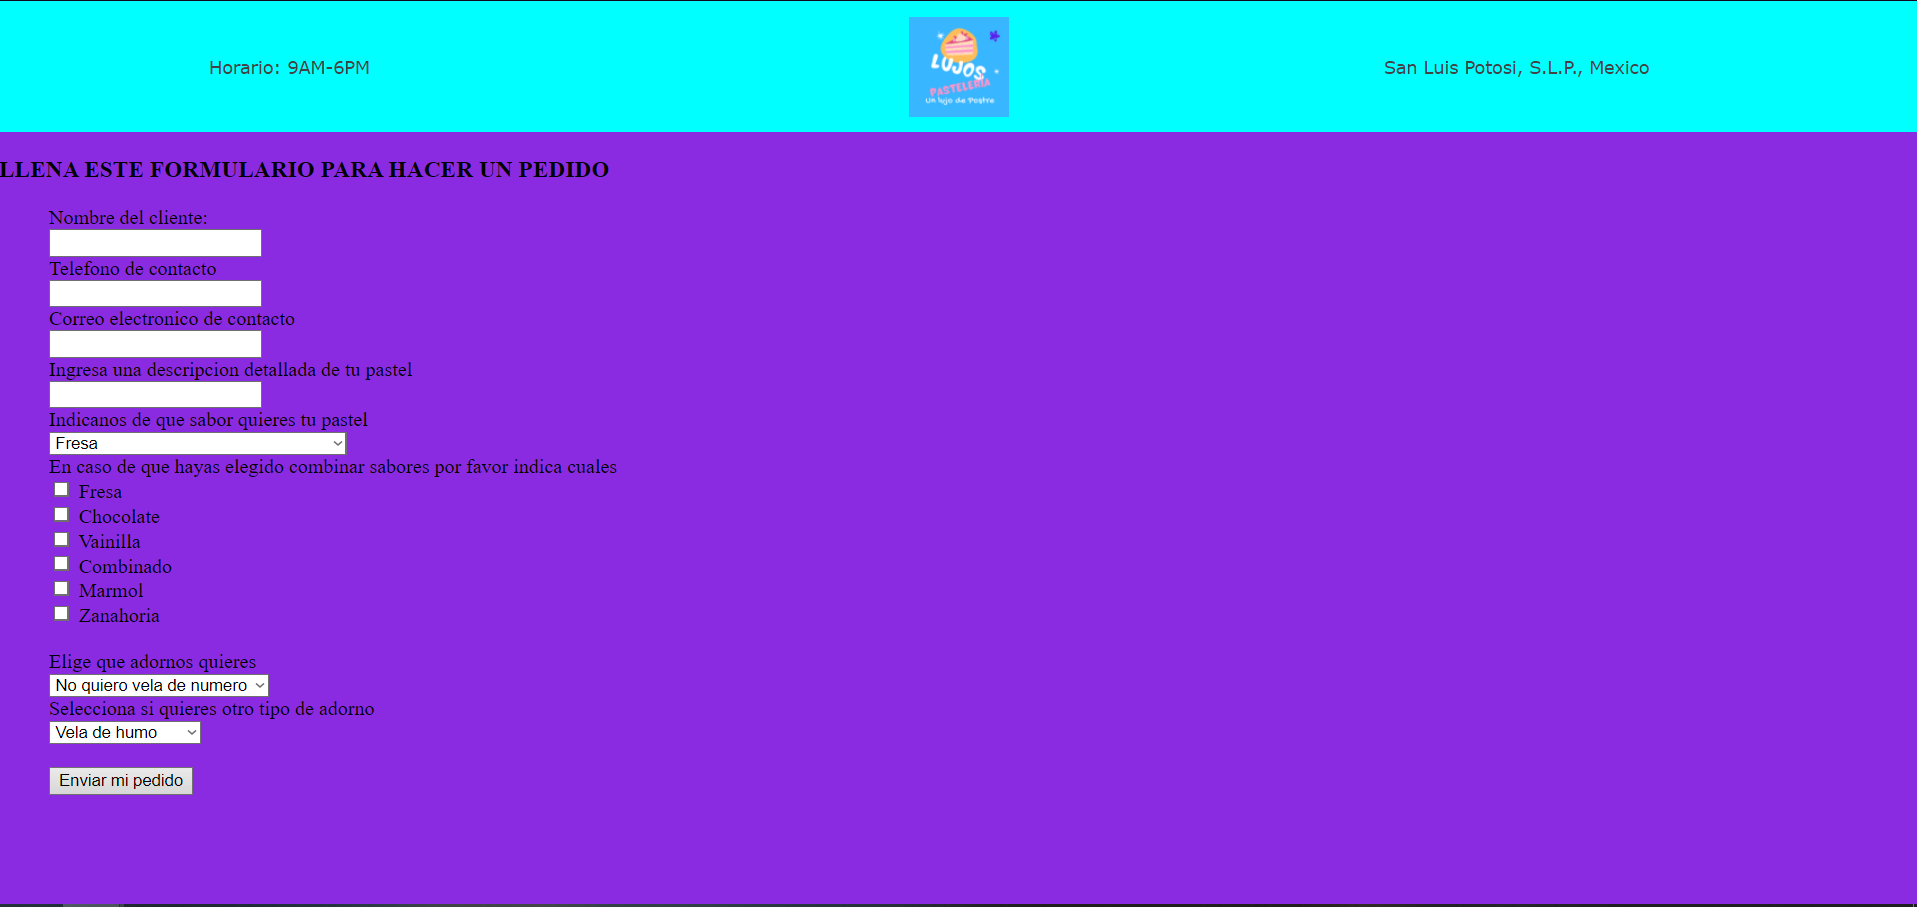 Horario: 9AM-6PM
LUJOS
PASTELERIA
Un lujo de Postre
San Luis Potosi, S.L.P., Mexico
LLENA ESTE FORMULARIO PARA HACER UN PEDIDO
Nombre del cliente:
Telefono de contacto
Correo electronico de contacto
Ingresa una descripcion detallada de tu pastel
Indicanos de que sabor quieres tu pastel
Fresa
En caso de que hayas elegido combinar sabores por favor indica cuales
Fresa
Chocolate
Vainilla
Combinado
Marmol
Zanahoria
Elige que adornos quieres
No quiero vela de numero
Selecciona si quieres otro tipo de adorno
Vela de humo
Enviar mi pedido